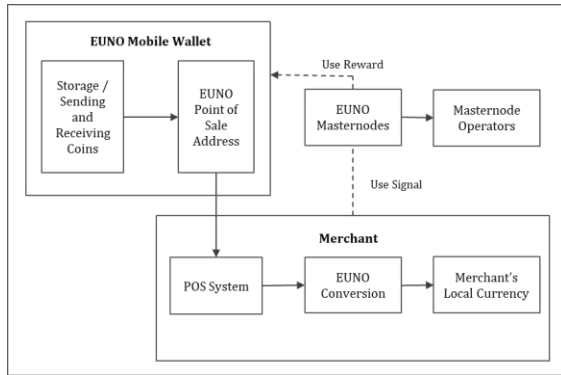 EUNO Mobile Wallet
Storage /
Sending
and
Receiving
Coins
EUNO
Point of
Sale
Address
Use Reward
EUNO
Masternodes
Masternode
Operators
Use Signal
Merchant
POS System
EUNO
Conversion
Merchant's
Local Currency